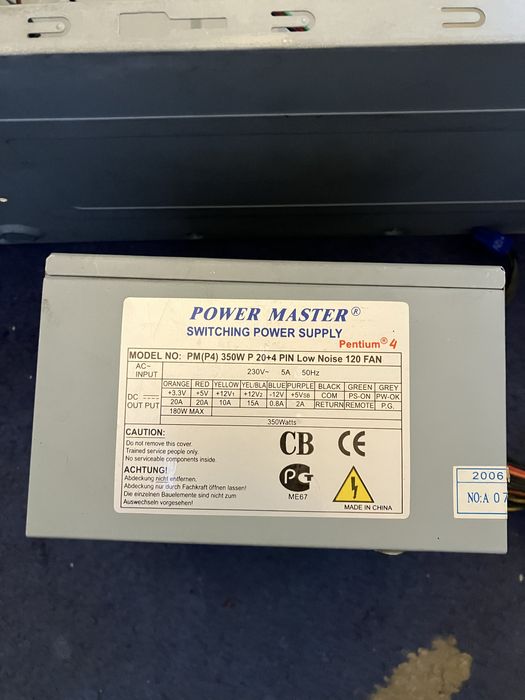 POWER MASTER®
SWITCHING POWER SUPPLY
Pentium® 4
MODEL NO: PM(P4) 350W P 20+4 PIN Low Noise 120 FAN
AC~ INPUT 230V~ 5A 50Hz
DC OUT PUT
ORANGE RED YELLOW YEL/BLA BLUE PURPLE BLACK GREEN GREY
+3.3V +5V +12V1 +12V2 -12V +5VSB COM PS-ON PW-OK
20A 20A 10A 15A 0.8A 2A RETURN REMOTE P.G.
180W MAX
350Watts
CAUTION:
Do not remove this cover.
Trained service people only.
No serviceable components inside.
ACHTUNG!
Abdeckung nicht entfernen.
Abdeckung nur durch Fachkraft öffnen lassen!
Die einzelnen Bauelemente sind nicht zum
Auswechseln vorgesehen!
CB CE
PG
ME67
MADE IN CHINA
2006
NO:A 07